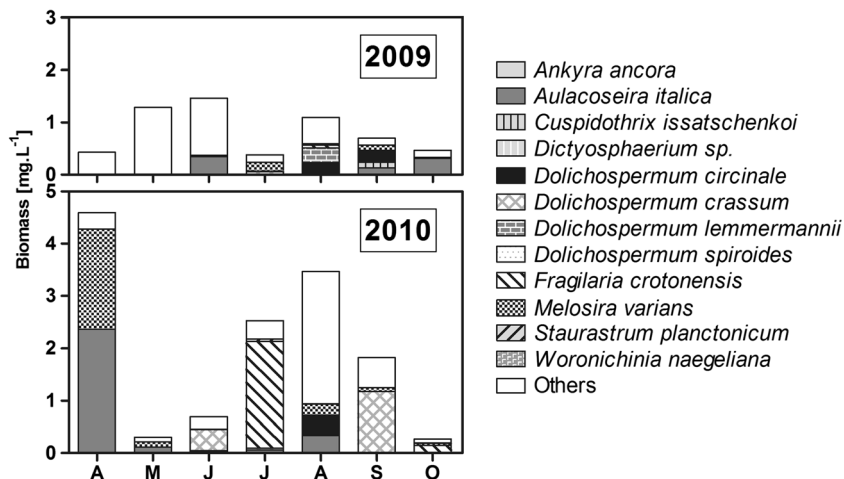 3
2
1
0
2009
5
4
3
2
1
0
2010
Biomass [mg.L-1]
A M J J A S O
Ankyra ancora
Aulacoseira italica
Cuspidothrix issatschenkoi
Dictyosphaerium sp.
Dolichospermum circinale
Dolichospermum crassum
Dolichospermum lemmermannii
Dolichospermum spiroides
Fragilaria crotonensis
Melosira varians
Staurastrum planctonicum
Woronichinia naegeliana
Others